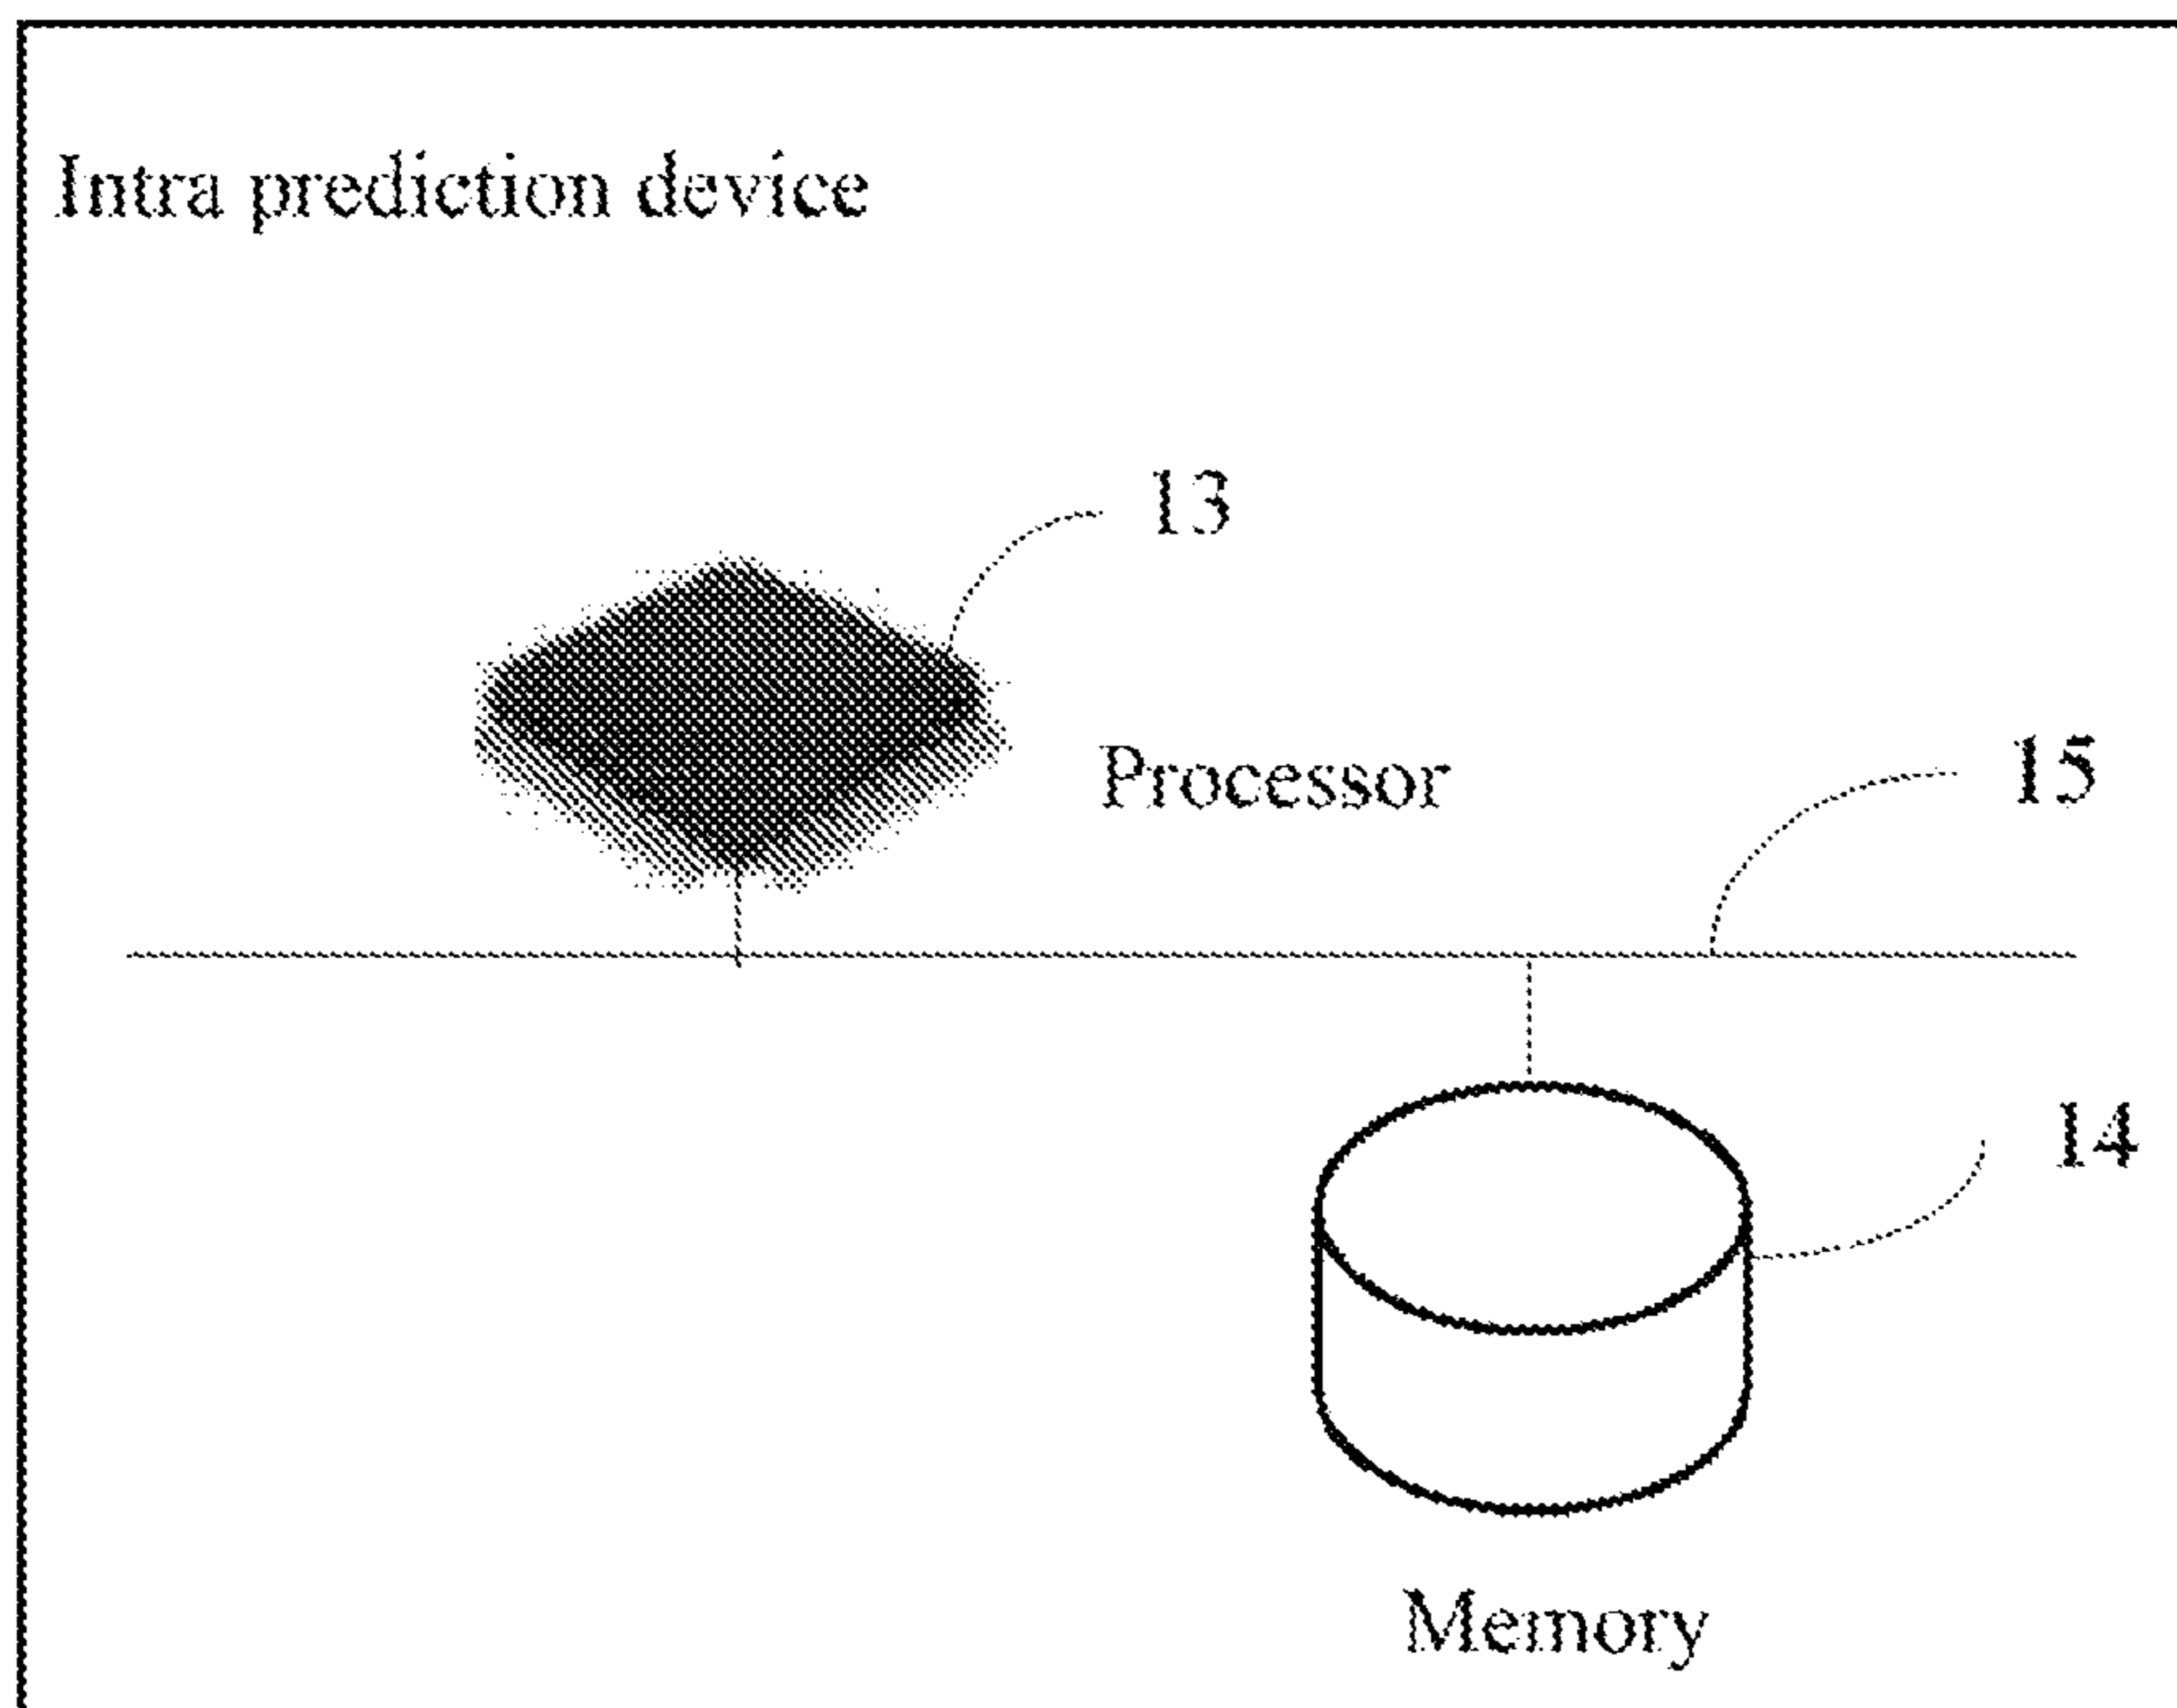 Intra prediction device
13
Processor
15
14
Memory